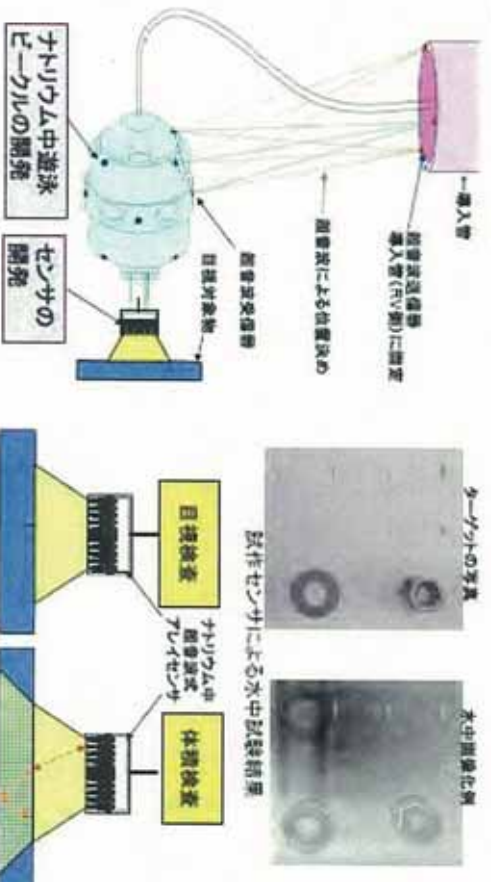 ←導入管
超音波送信器
導入管(RV側)に固定
超音波による位置決め
超音波受信器
目視対象物
ナトリウム中遊泳
ビークルの開発
センサの
開発
ターゲットの写真
水中画像化例
試作センサによる水中試験結果
目視検査
ナトリウム中
超音波式
アレイセンサ
体積検査